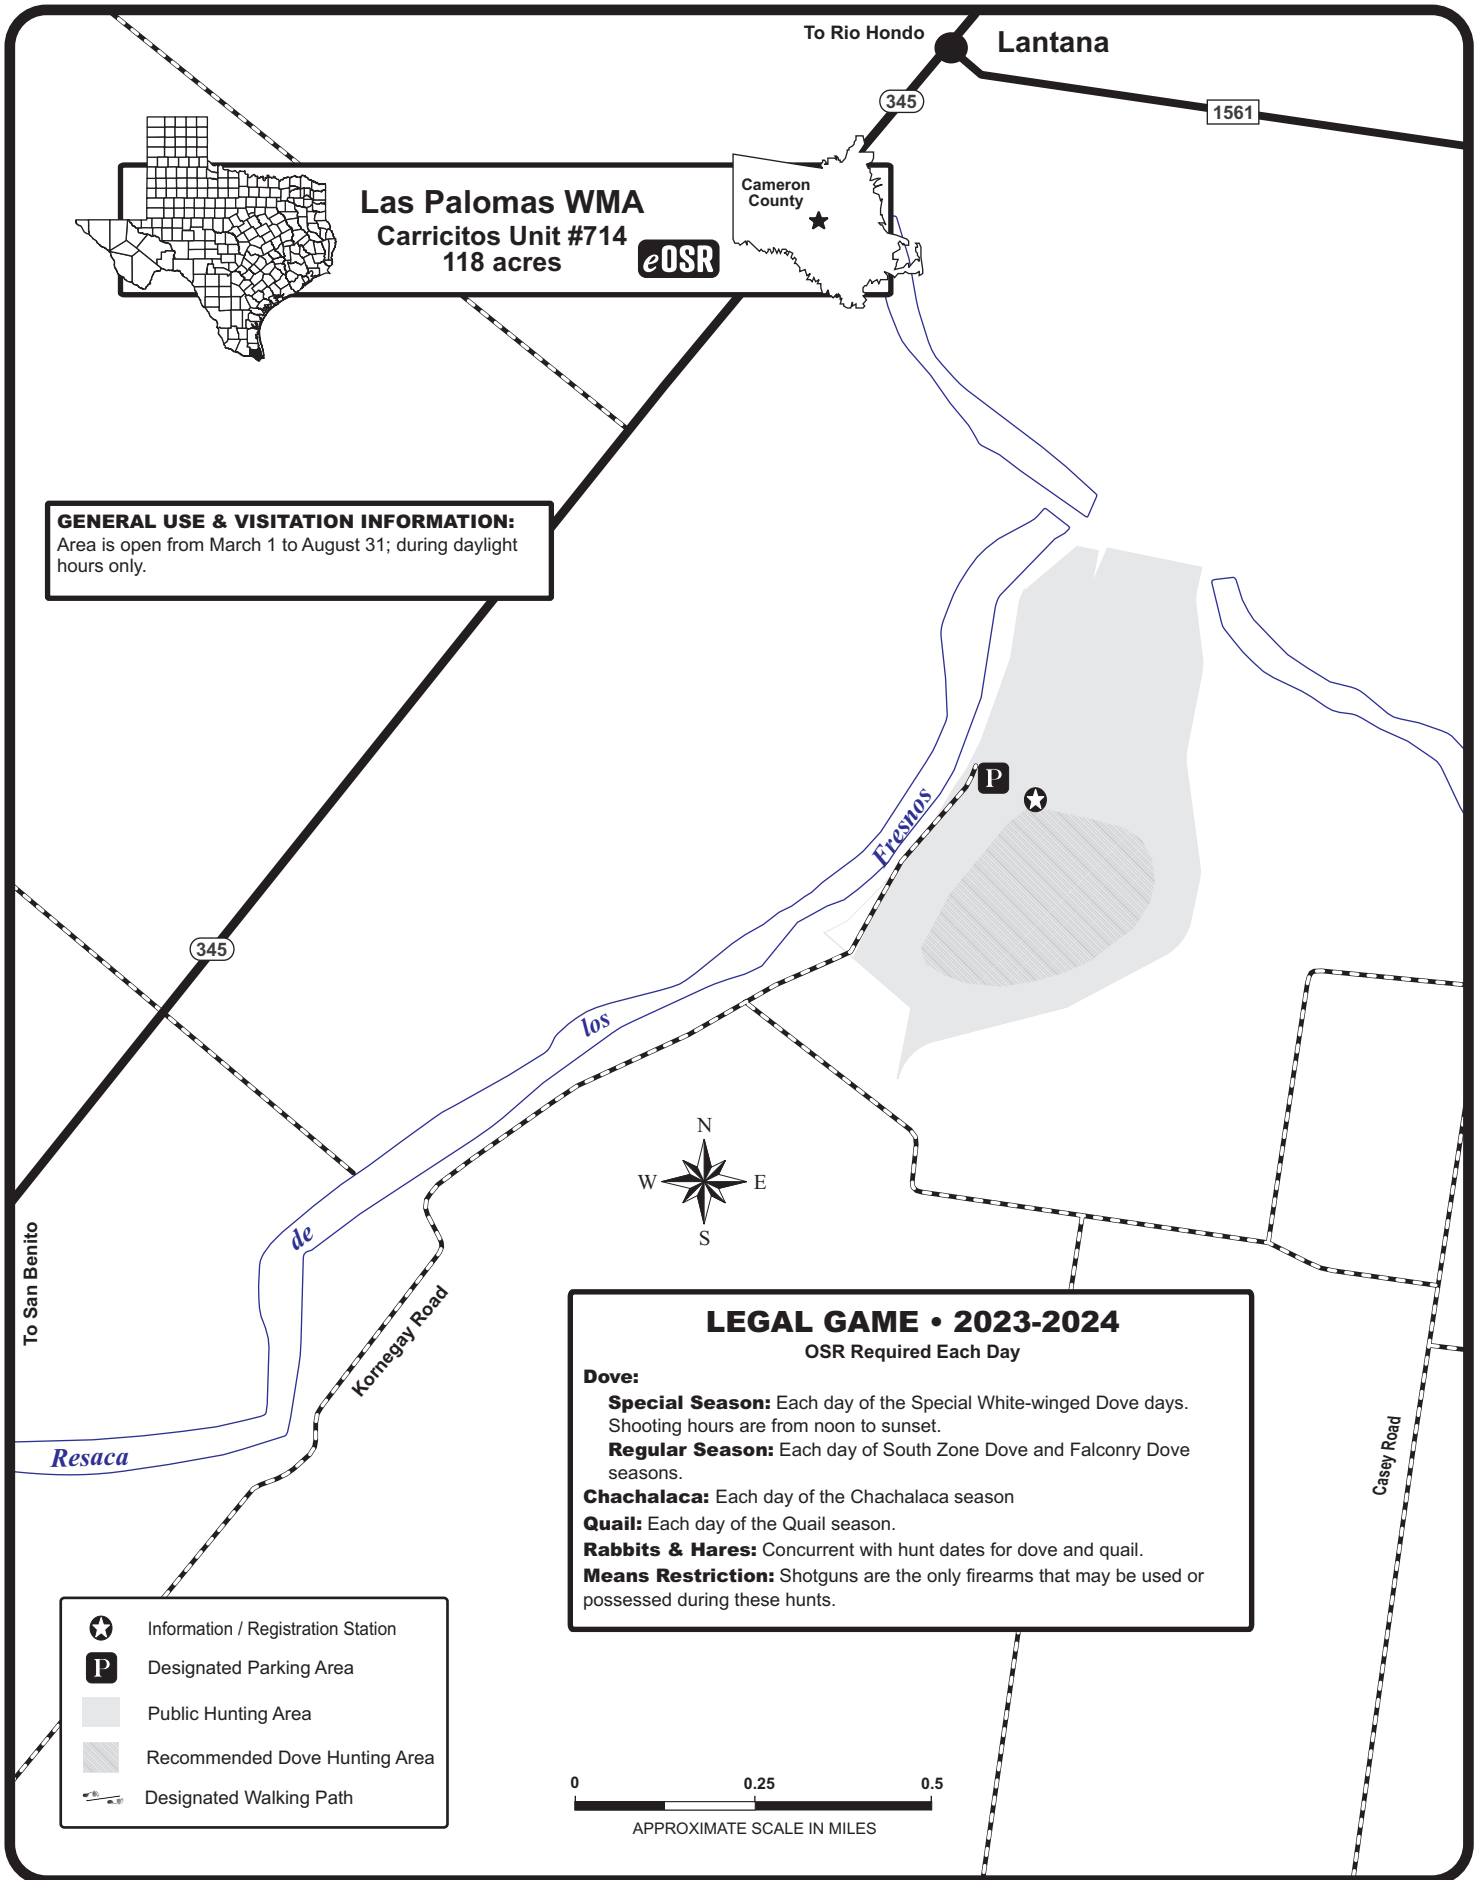 To Rio Hondo
Lantana
345
1561
Las Palomas WMA
Carricitos Unit #714
118 acres
eOSR
Cameron
County
GENERAL USE & VISITATION INFORMATION:
Area is open from March 1 to August 31; during daylight
hours only.
P
Fresnos
345
los
N
W
E
S
de
To San Benito
Kornegay Road
Resaca
LEGAL GAME • 2023-2024
OSR Required Each Day
Dove:
Special Season: Each day of the Special White-winged Dove days.
Shooting hours are from noon to sunset.
Regular Season: Each day of South Zone Dove and Falconry Dove
seasons.
Chachalaca: Each day of the Chachalaca season
Quail: Each day of the Quail season.
Rabbits & Hares: Concurrent with hunt dates for dove and quail.
Means Restriction: Shotguns are the only firearms that may be used or
possessed during these hunts.
Casey Road
Information / Registration Station
P Designated Parking Area
Public Hunting Area
Recommended Dove Hunting Area
Designated Walking Path
0 0.25 0.5
APPROXIMATE SCALE IN MILES